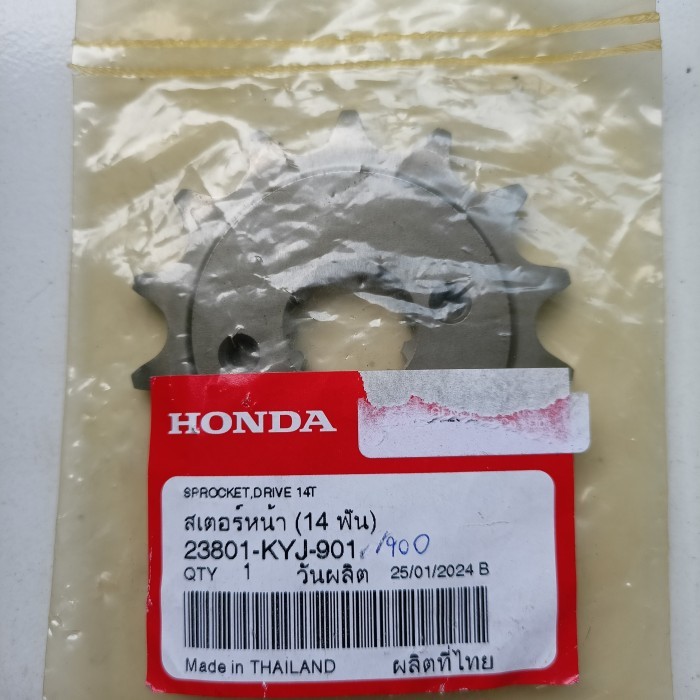 HONDA
SPROCKET,DRIVE 14T
สเตอร์หน้า (14 ฟัน)
23801-KYJ-901 /900
QTY 1 วันผลิต 25/01/2024 B
Made in THAILAND ผลิตที่ไทย